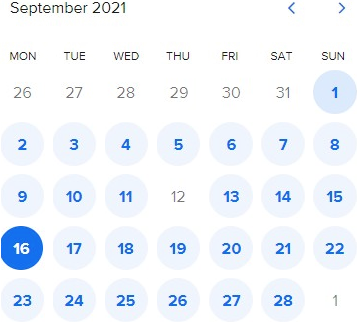 September 2021
MON TUE WED THU FRI SAT SUN
26 27 28 29 30 31 1
2 3 4 5 6 7 8
9 10 11 12 13 14 15
16 17 18 19 20 21 22
23 24 25 26 27 28 1